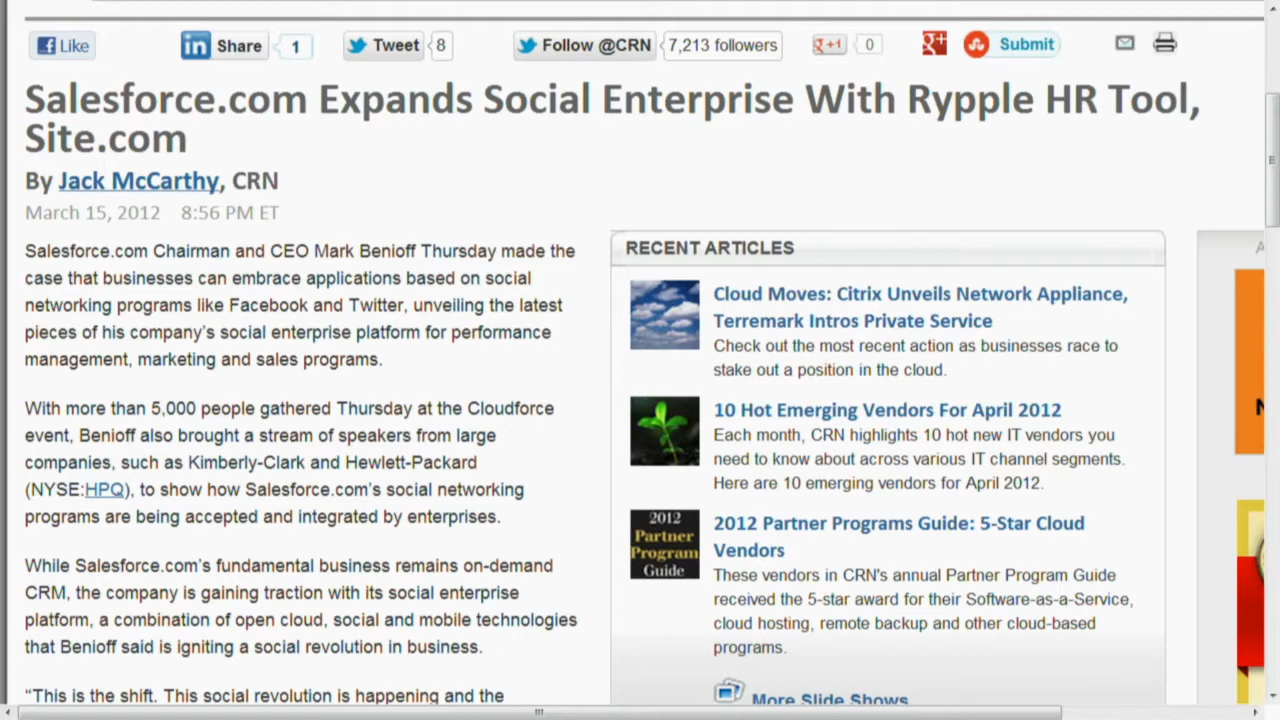 Like
Share 1
Tweet 8
Follow @CRN 7,213 followers
+1 0
Submit
Salesforce.com Expands Social Enterprise With Rypple HR Tool,
Site.com
By Jack McCarthy, CRN
March 15, 2012 8:56 PM ET
Salesforce.com Chairman and CEO Mark Benioff Thursday made the
case that businesses can embrace applications based on social
networking programs like Facebook and Twitter, unveiling the latest
pieces of his company's social enterprise platform for performance
management, marketing and sales programs.
With more than 5,000 people gathered Thursday at the Cloudforce
event, Benioff also brought a stream of speakers from large
companies, such as Kimberly-Clark and Hewlett-Packard
(NYSE:HPQ), to show how Salesforce.com's social networking
programs are being accepted and integrated by enterprises.
While Salesforce.com's fundamental business remains on-demand
CRM, the company is gaining traction with its social enterprise
platform, a combination of open cloud, social and mobile technologies
that Benioff said is igniting a social revolution in business.
“This is the shift. This social revolution is happening and the
RECENT ARTICLES
Cloud Moves: Citrix Unveils Network Appliance,
Terremark Intros Private Service
Check out the most recent action as businesses race to
stake out a position in the cloud.
10 Hot Emerging Vendors For April 2012
Each month, CRN highlights 10 hot new IT vendors you
need to know about across various IT channel segments.
Here are 10 emerging vendors for April 2012.
2012
Partner
Program
Guide
2012 Partner Programs Guide: 5-Star Cloud
Vendors
These vendors in CRN's annual Partner Program Guide
received the 5-star award for their Software-as-a-Service,
cloud hosting, remote backup and other cloud-based
programs.
More Slide Shows